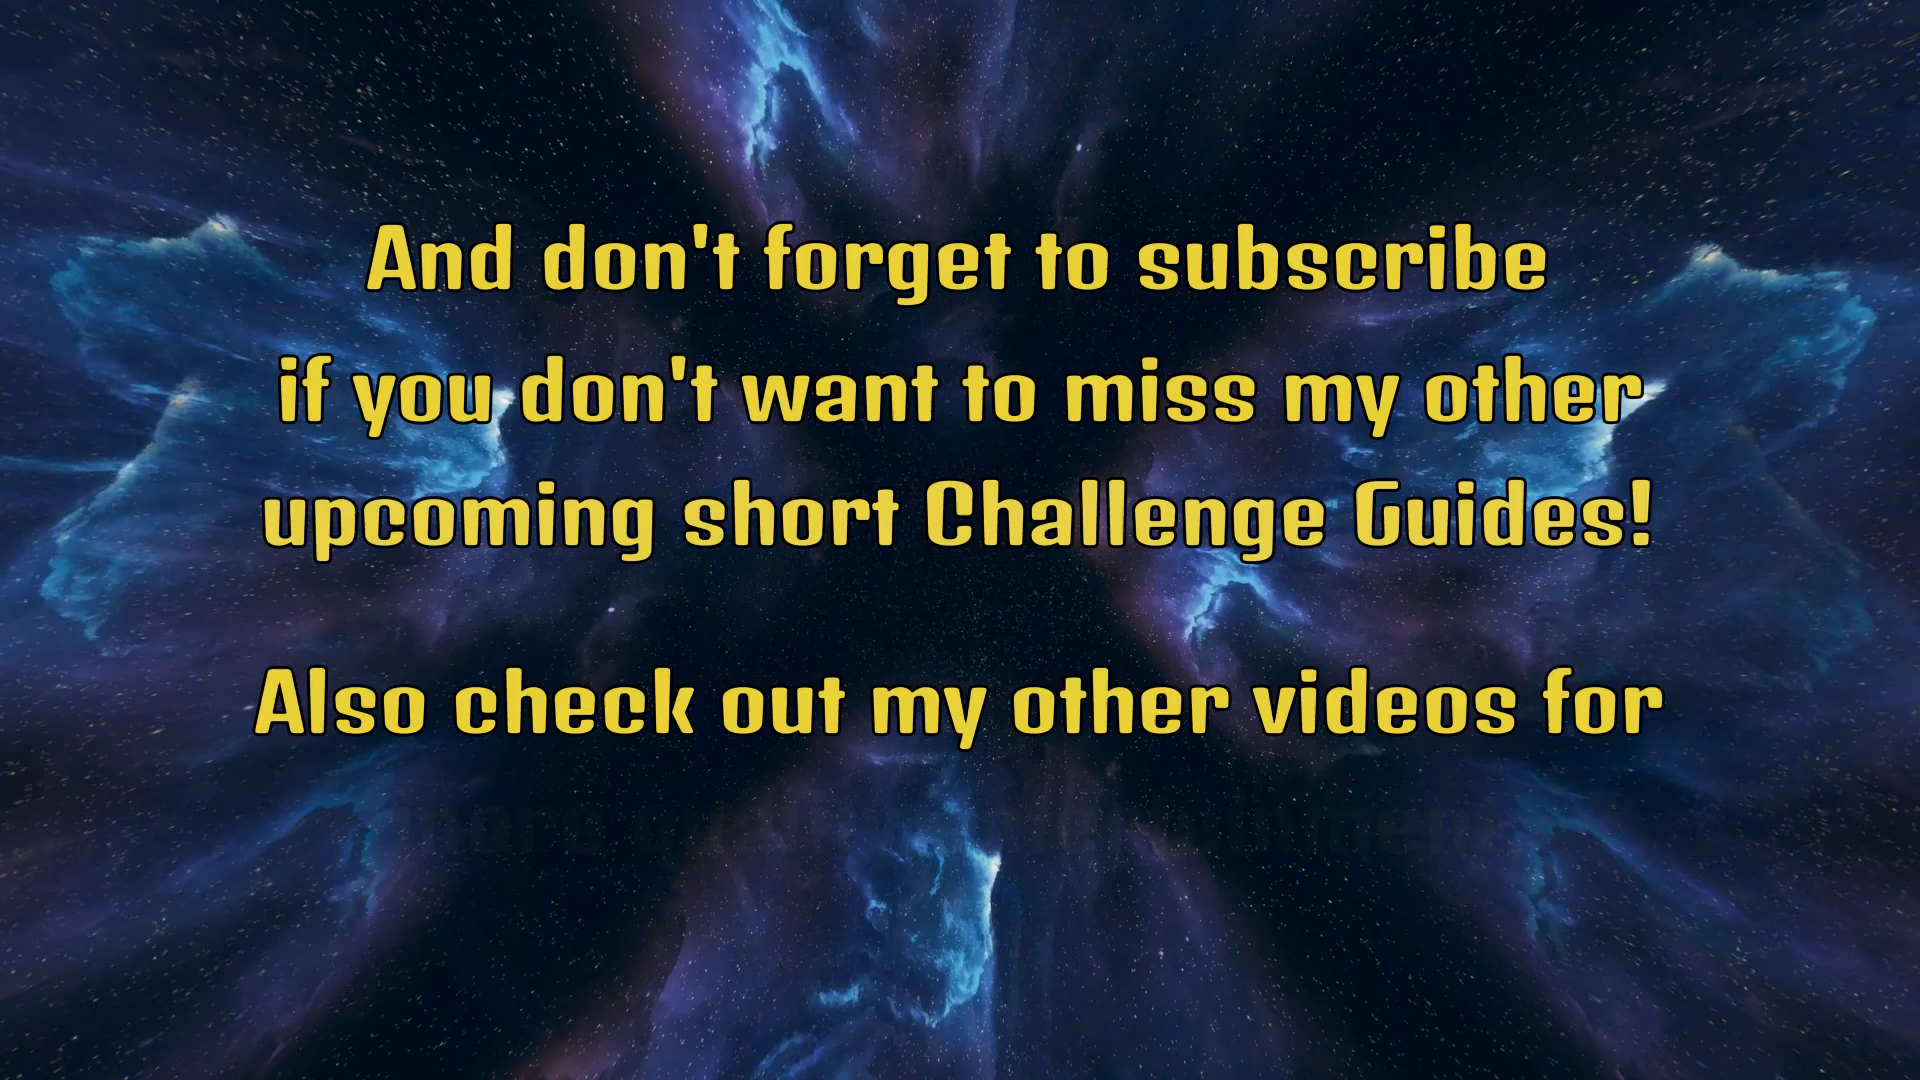 And don't forget to subscribe
if you don't want to miss my other
upcoming short Challenge Guides!
Also check out my other videos for